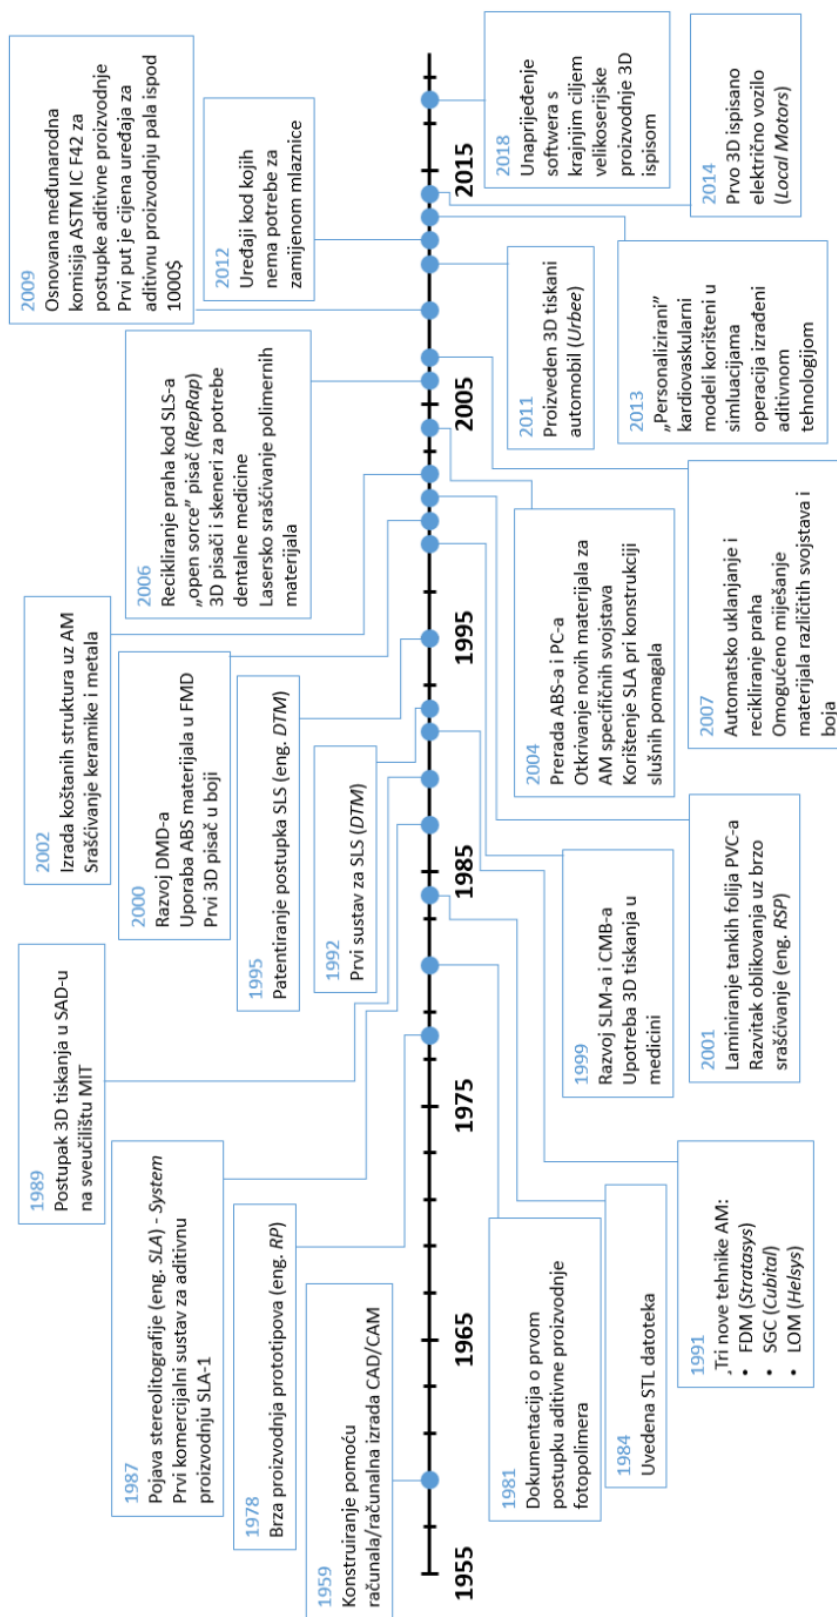 1959
Konstruiranje pomoću
računala/računalna izrada CAD/CAM
1978
Brza proizvodnja prototipova (eng. RP)
1987
Pojava stereolitografije (eng. SLA) - System
Prvi komercijalni sustav za aditivnu
proizvodnju SLA-1
1989
Postupak 3D tiskanja u SAD-u
na sveučilištu MIT
1992
Prvi sustav za SLS (DTM)
1995
Patentiranje postupka SLS (eng. DTM)
2000
Razvoj DMD-a
Uporaba ABS materijala u FMD
Prvi 3D pisač u boji
2002
Izrada koštanih struktura uz AM
Srašćivanje keramike i metala
2006
Recikliranje praha kod SLS-a
„open sorce” pisač (RepRap)
3D pisači i skeneri za potrebe
dentalne medicine
Lasersko srašćivanje polimernih
materijala
2009
Osnovana međunarodna
komisija ASTM IC F42 za
postupke aditivne proizvodnje
Prvi put je cijena uređaja za
aditivnu proizvodnju pala ispod
1000$
2012
Uređaji kod kojih
nema potrebe za
zamijenom mlaznice
1955
1965
1975
1985
1995
2005
2015
1981
Dokumentacija o prvom
postupku aditivne proizvodnje
fotopolimera
1984
Uvedena STL datoteka
1991
Tri nove tehnike AM:
• FDM (Stratasys)
• SGC (Cubital)
• LOM (Helsys)
1999
Razvoj SLM-a i CMB-a
Upotreba 3D tiskanja u
medicini
2001
Laminiranje tankih folija PVC-a
Razvitak oblikovanja uz brzo
srašćivanje (eng. RSP)
2004
Prerada ABS-a i PC-a
Otkrivanje novih materijala za
AM specifičnih svojstava
Korištenje SLA pri konstrukciji
slušnih pomagala
2007
Automatsko uklanjanje i
recikliranje praha
Omogućeno miješanje
materijala različitih svojstava i
boja
2011
Proizveden 3D tiskani
automobil (Urbee)
2013
„Personalizirani”
kardiovaskularni
modeli korišteni u
simluacijama
operacija izrađeni
aditivnom
tehnologijom
2018
Unaprijeđenje
softwera s
krajnjim ciljem
velikoserijske
proizvodnje 3D
ispisom
2014
Prvo 3D ispisano
električno vozilo
(Local Motors)